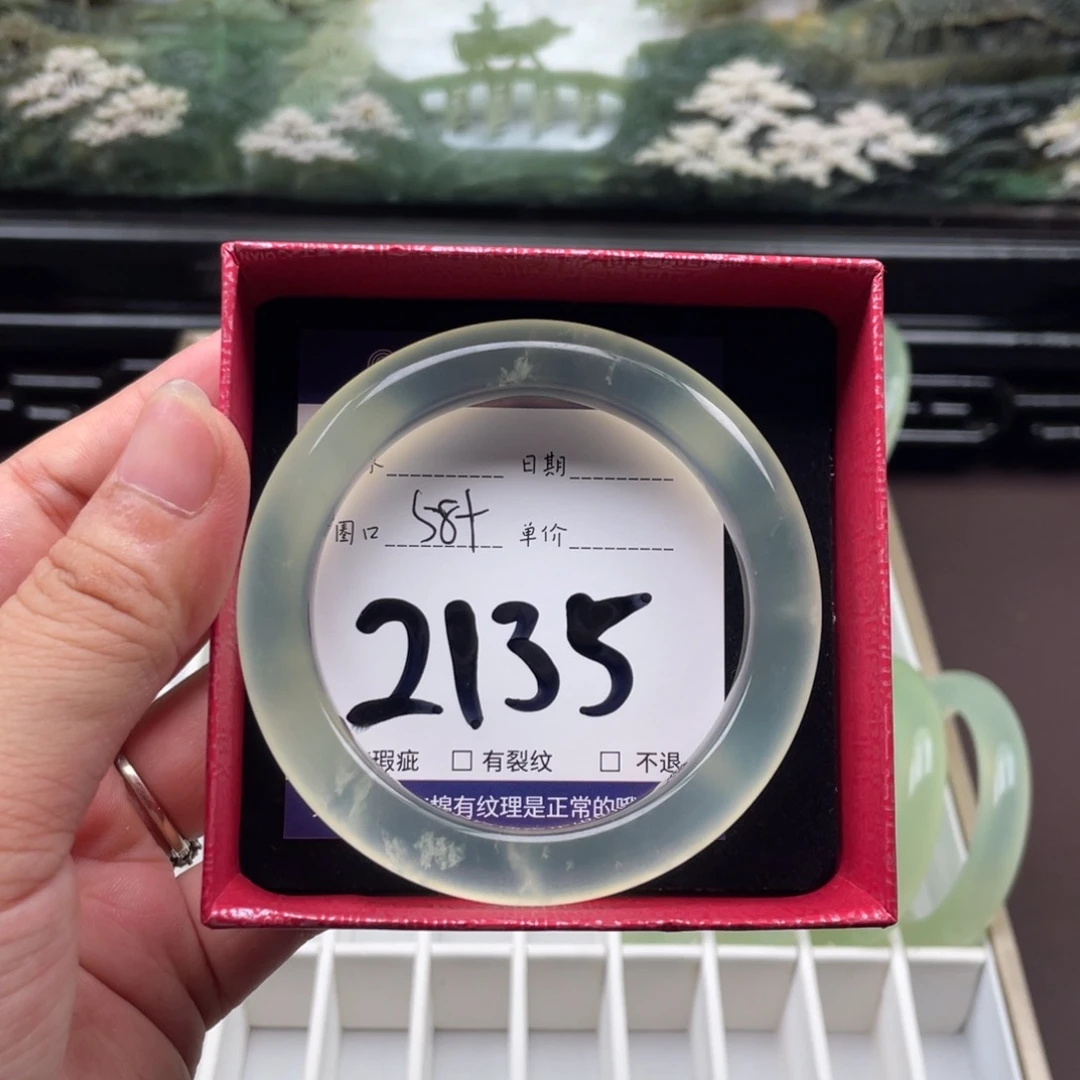 日期
圈口 58+ 单价
2135
瑕疵 □ 有裂纹 □ 不退
棉有纹理是正常的哦